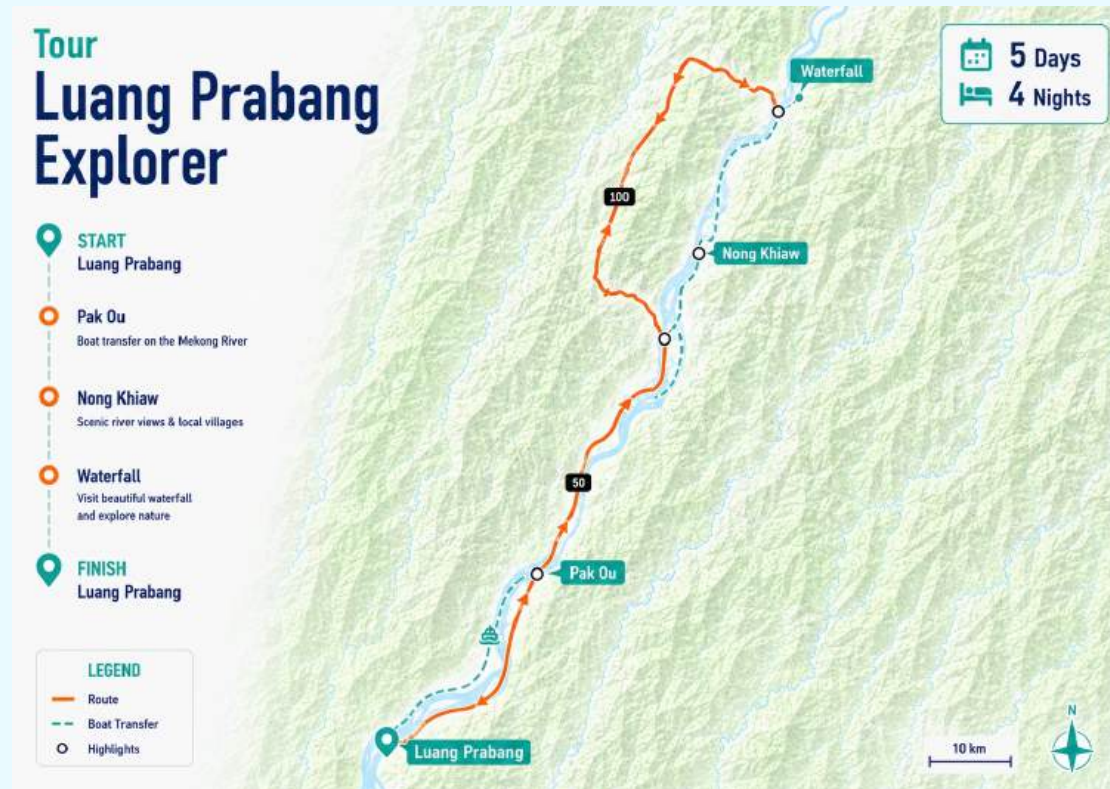 Tour
Luang Prabang
Explorer
START
Luang Prabang
Pak Ou
Boat transfer on the Mekong River
Nong Khiaw
Scenic river views & local villages
Waterfall
Visit beautiful waterfall
and explore nature
FINISH
Luang Prabang
LEGEND
Route
Boat Transfer
Highlights
5 Days
4 Nights
Waterfall
100
Nong Khiaw
50
Pak Ou
Luang Prabang
10 km
N